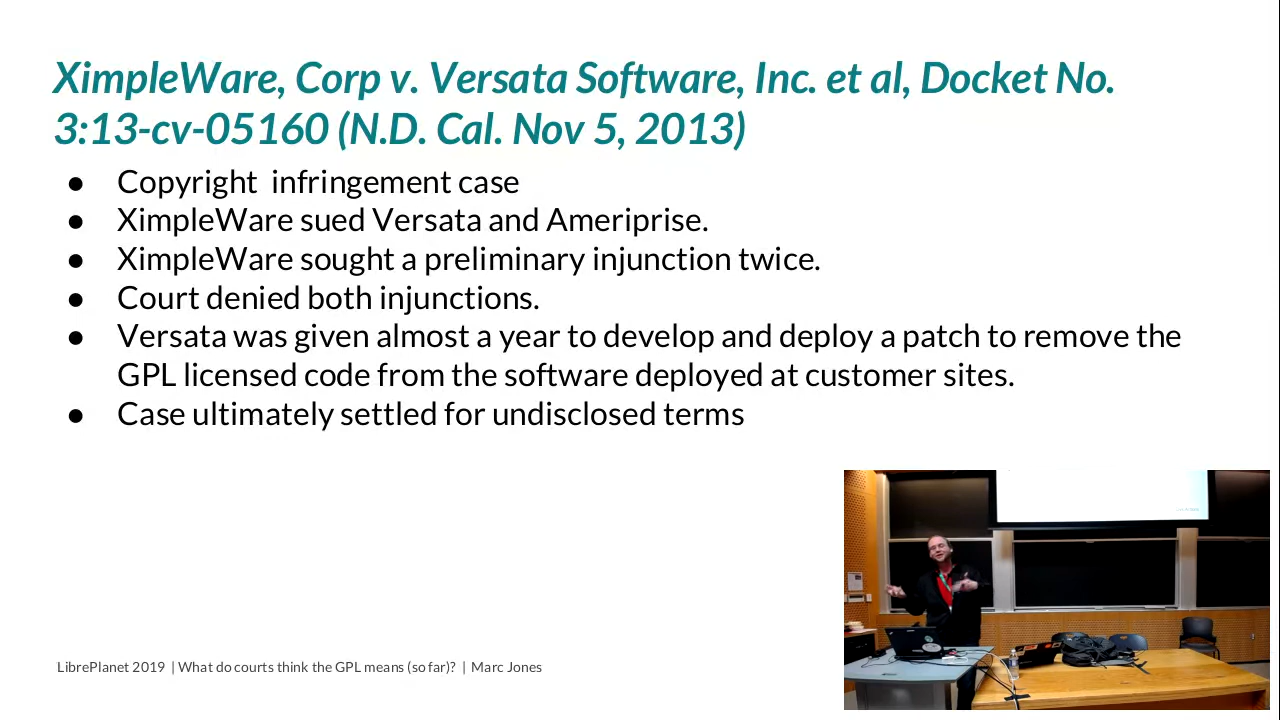 XimpleWare, Corp v. Versata Software, Inc. et al, Docket No.
3:13-cv-05160 (N.D. Cal. Nov 5, 2013)
● Copyright infringement case
● XimpleWare sued Versata and Ameriprise.
● XimpleWare sought a preliminary injunction twice.
● Court denied both injunctions.
● Versata was given almost a year to develop and deploy a patch to remove the
GPL licensed code from the software deployed at customer sites.
● Case ultimately settled for undisclosed terms
LibrePlanet 2019 | What do courts think the GPL means (so far)? | Marc Jones